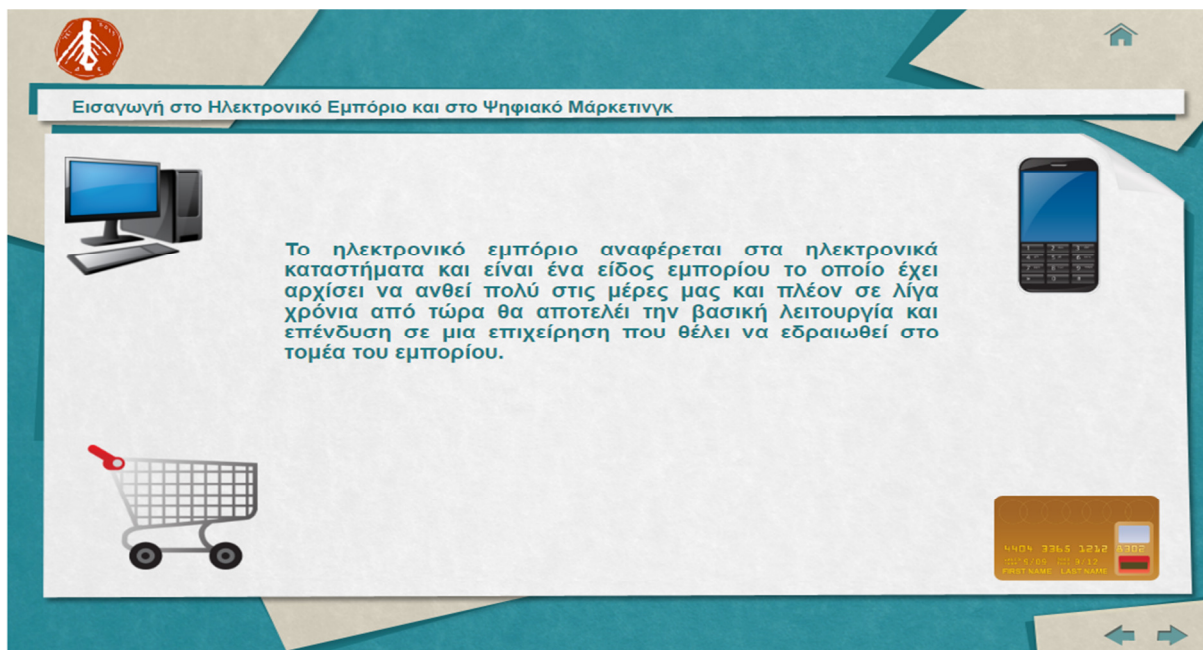 Εισαγωγή στο Ηλεκτρονικό Εμπόριο και στο Ψηφιακό Μάρκετινγκ
Το ηλεκτρονικό εμπόριο αναφέρεται στα ηλεκτρονικά
καταστήματα και είναι ένα είδος εμπορίου το οποίο έχει
αρχίσει να ανθεί πολύ στις μέρες μας και πλέον σε λίγα
χρόνια από τώρα θα αποτελέι την βασική λειτουργία και
επένδυση σε μια επιχείρηση που θέλει να εδραιωθεί στο
τομέα του εμπορίου.
4404 3365 1212 8302
FIRST NAME LAST NAME